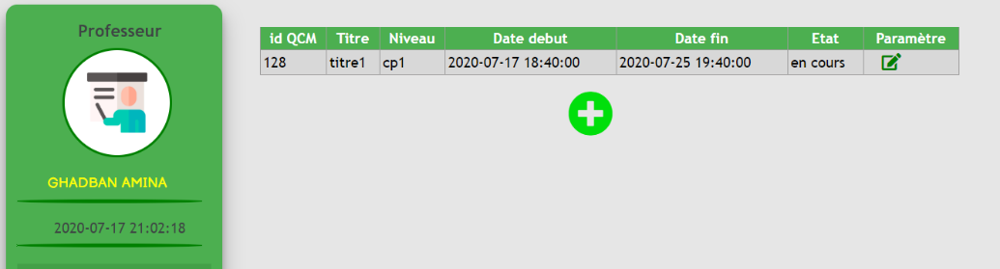 Professeur
GHADBAN AMINA
2020-07-17 21:02:18
id QCM Titre Niveau Date debut Date fin Etat Paramètre
128 titre1 cp1 2020-07-17 18:40:00 2020-07-25 19:40:00 en cours